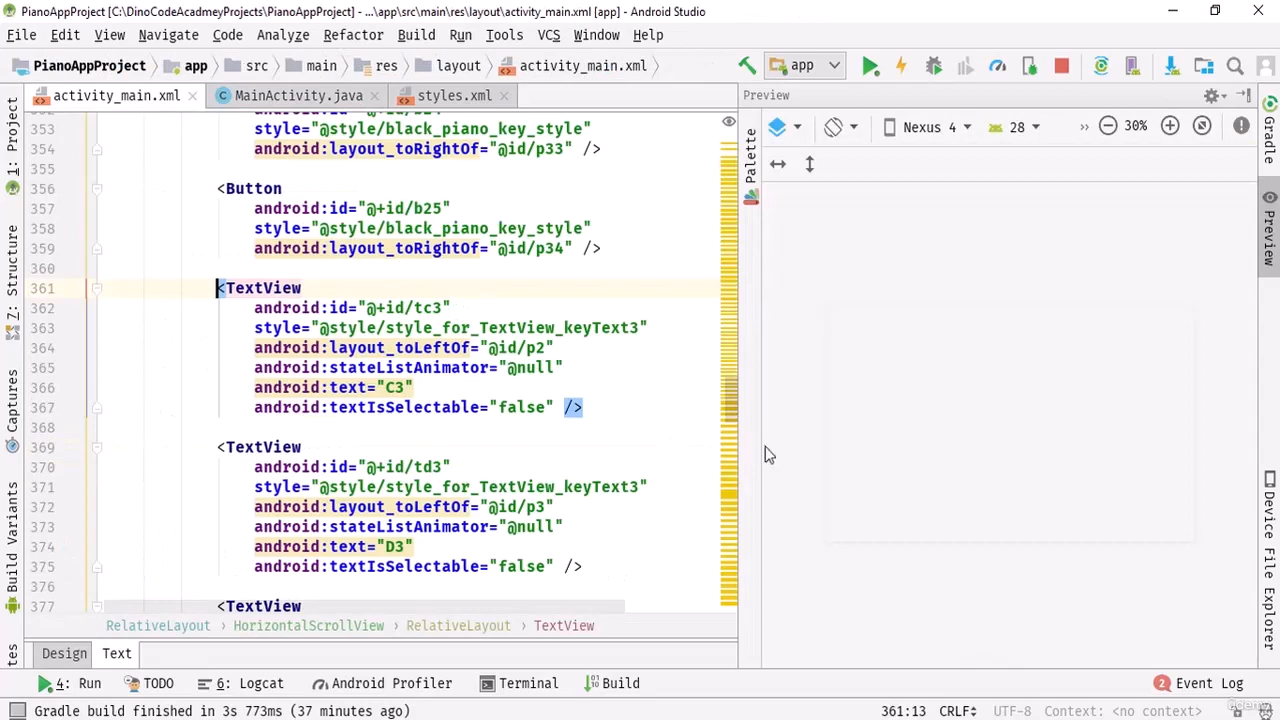 PianoAppProject [C:\DinoCodeAcadmeyProjects\PianoAppProject] - ...\app\src\main\res\layout\activity_main.xml [app] - Android Studio
File Edit View Navigate Code Analyze Refactor Build Run Tools VCS Window Help
PianoAppProject app src main res layout activity_main.xml app
activity_main.xml MainActivity.java styles.xml Preview
Nexus 4 28 30%
353 style="@style/black_piano_key_style"
354 android:layout_toRightOf="@id/p33" />
355
356 <Button
357 android:id="@+id/b25"
358 style="@style/black_piano_key_style"
359 android:layout_toRightOf="@id/p34" />
360
361 <TextView
362 android:id="@+id/tc3"
363 style="@style/style_for_TextView_keyText3"
364 android:layout_toLeftOf="@id/p2"
365 android:stateListAnimator="@null"
366 android:text="C3"
367 android:textIsSelectable="false" />
368
369 <TextView
370 android:id="@+id/td3"
371 style="@style/style_for_TextView_keyText3"
372 android:layout_toLeftOf="@id/p3"
373 android:stateListAnimator="@null"
374 android:text="D3"
375 android:textIsSelectable="false" />
376
377 <TextView
RelativeLayout HorizontalScrollView RelativeLayout TextView
Design Text
4: Run TODO 6: Logcat Android Profiler Terminal Build 2 Event Log
Gradle build finished in 3s 773ms (37 minutes ago) 361:13 CRLF UTF-8 Context: <no context>
1: Project
7: Structure
Captures
Build Variants
Palette
Gradle
Preview
Device File Explorer